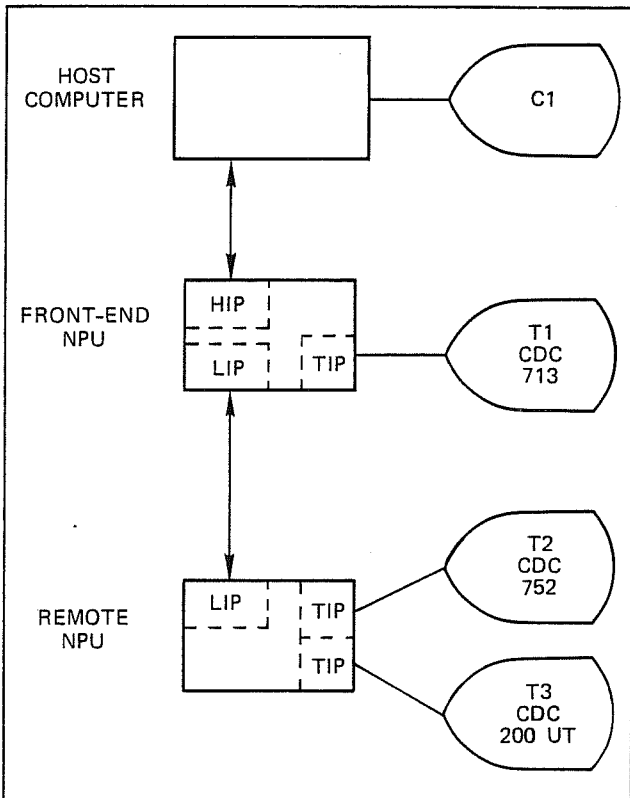 HOST
COMPUTER
C1
FRONT-END
NPU
HIP
LIP
TIP
T1
CDC
713
REMOTE
NPU
LIP
TIP
TIP
T2
CDC
752
T3
CDC
200 UT